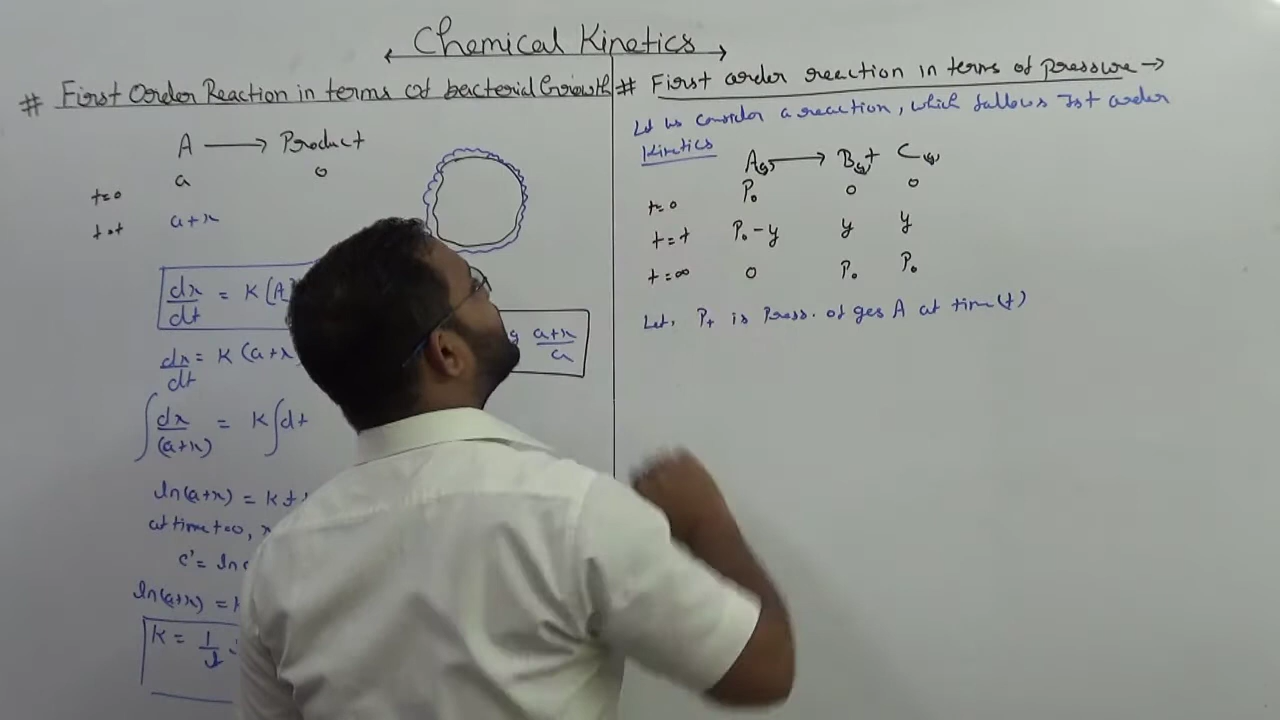 Chemical Kinetics
# First Order Reaction in terms of bacterial Growth
A → Product
t=0 a 0
t=t a+x
dx/dt = K[A]
dx/dt = K(a+x
∫dx/(a+x) = K∫dt
ln(a+x) = Kt
at time t=0, x
c' = ln
ln(a+x) = K
K = 1/t
a+x/a
# First order reaction in terms of pressure →
Let us consider a reaction, which follows Ist order
Kinetics
A(g) → B(g) + C(g)
t=0 P₀ 0 0
t=t P₀-y y y
t=∞ 0 P₀ P₀
Let, Pt is Press. of ges A at time(t)